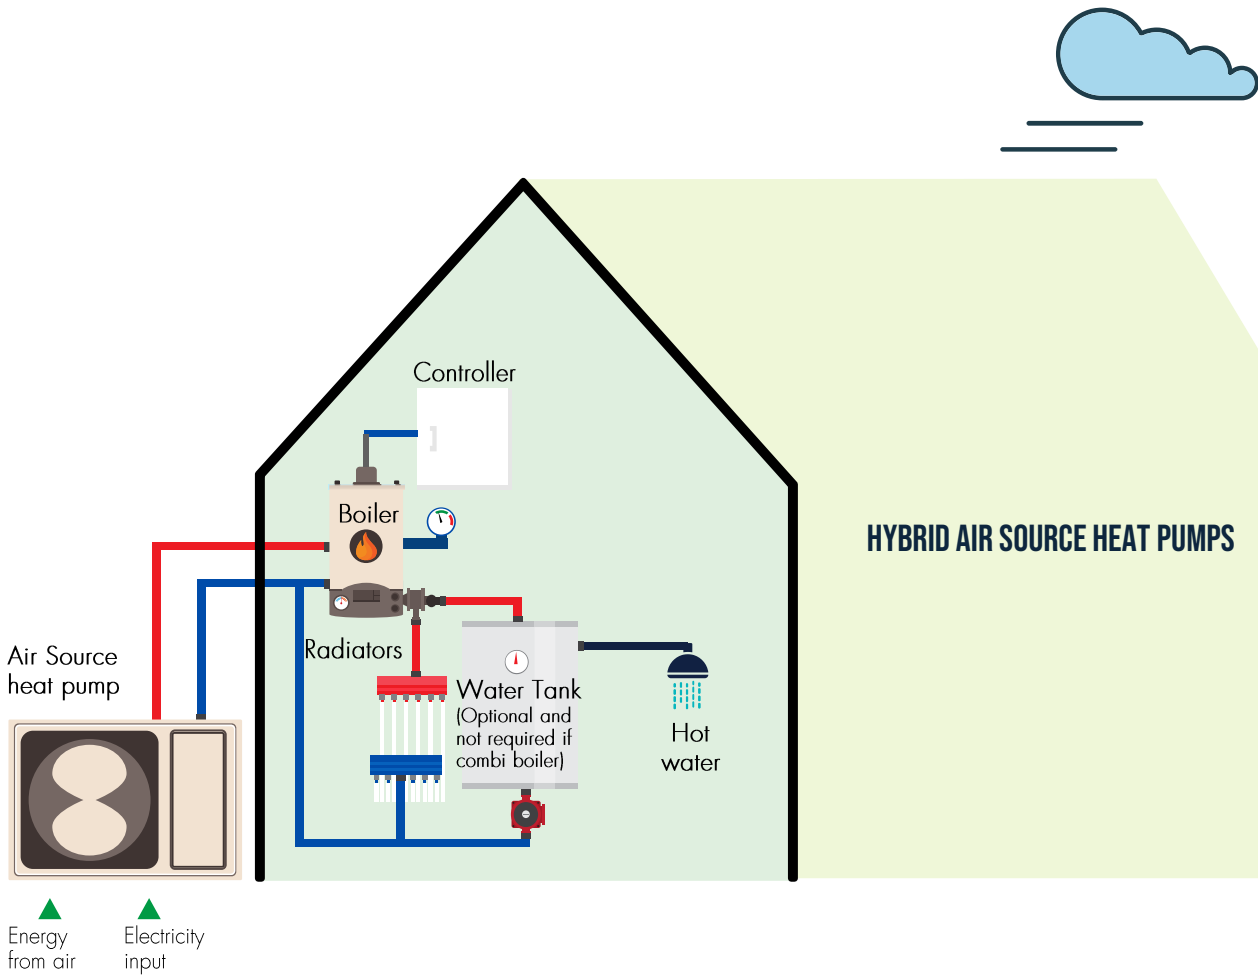 Controller
Boiler
HYBRID AIR SOURCE HEAT PUMPS
Radiators
Air Source
heat pump
Water Tank
(Optional and
not required if
combi boiler)
Hot
water
Energy
from air
Electricity
input